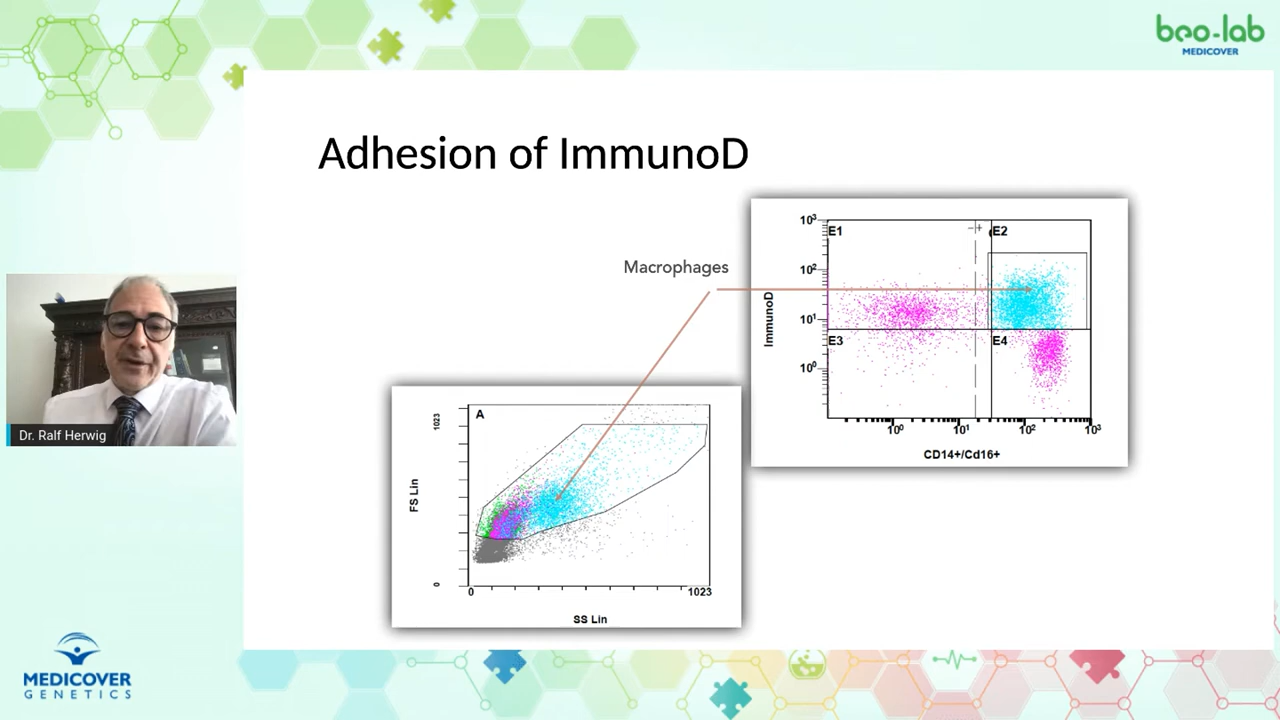 beo-lab
MEDICOVER
Adhesion of ImmunoD
Macrophages
E1
E2
E3
E4
-+
10³
10²
10¹
10⁰
ImmunoD
10⁰ 10¹ 10² 10³
CD14+/Cd16+
A
1023
0
FS Lin
0 1023
SS Lin
Dr. Ralf Herwig
MEDICOVER
GENETICS